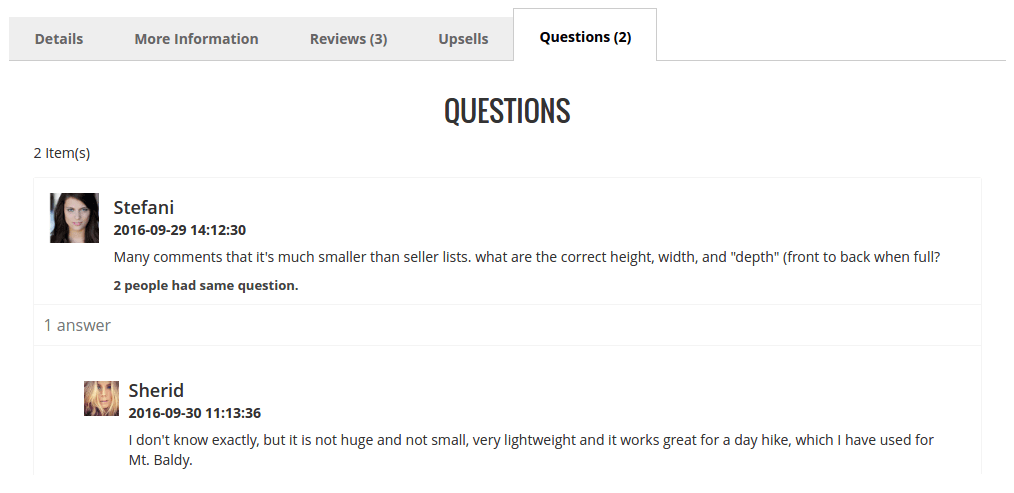 Details More Information Reviews (3) Upsells Questions (2)
QUESTIONS
2 Item(s)
Stefani
2016-09-29 14:12:30
Many comments that it's much smaller than seller lists. what are the correct height, width, and "depth" (front to back when full?
2 people had same question.
1 answer
Sherid
2016-09-30 11:13:36
I don't know exactly, but it is not huge and not small, very lightweight and it works great for a day hike, which I have used for
Mt. Baldy.